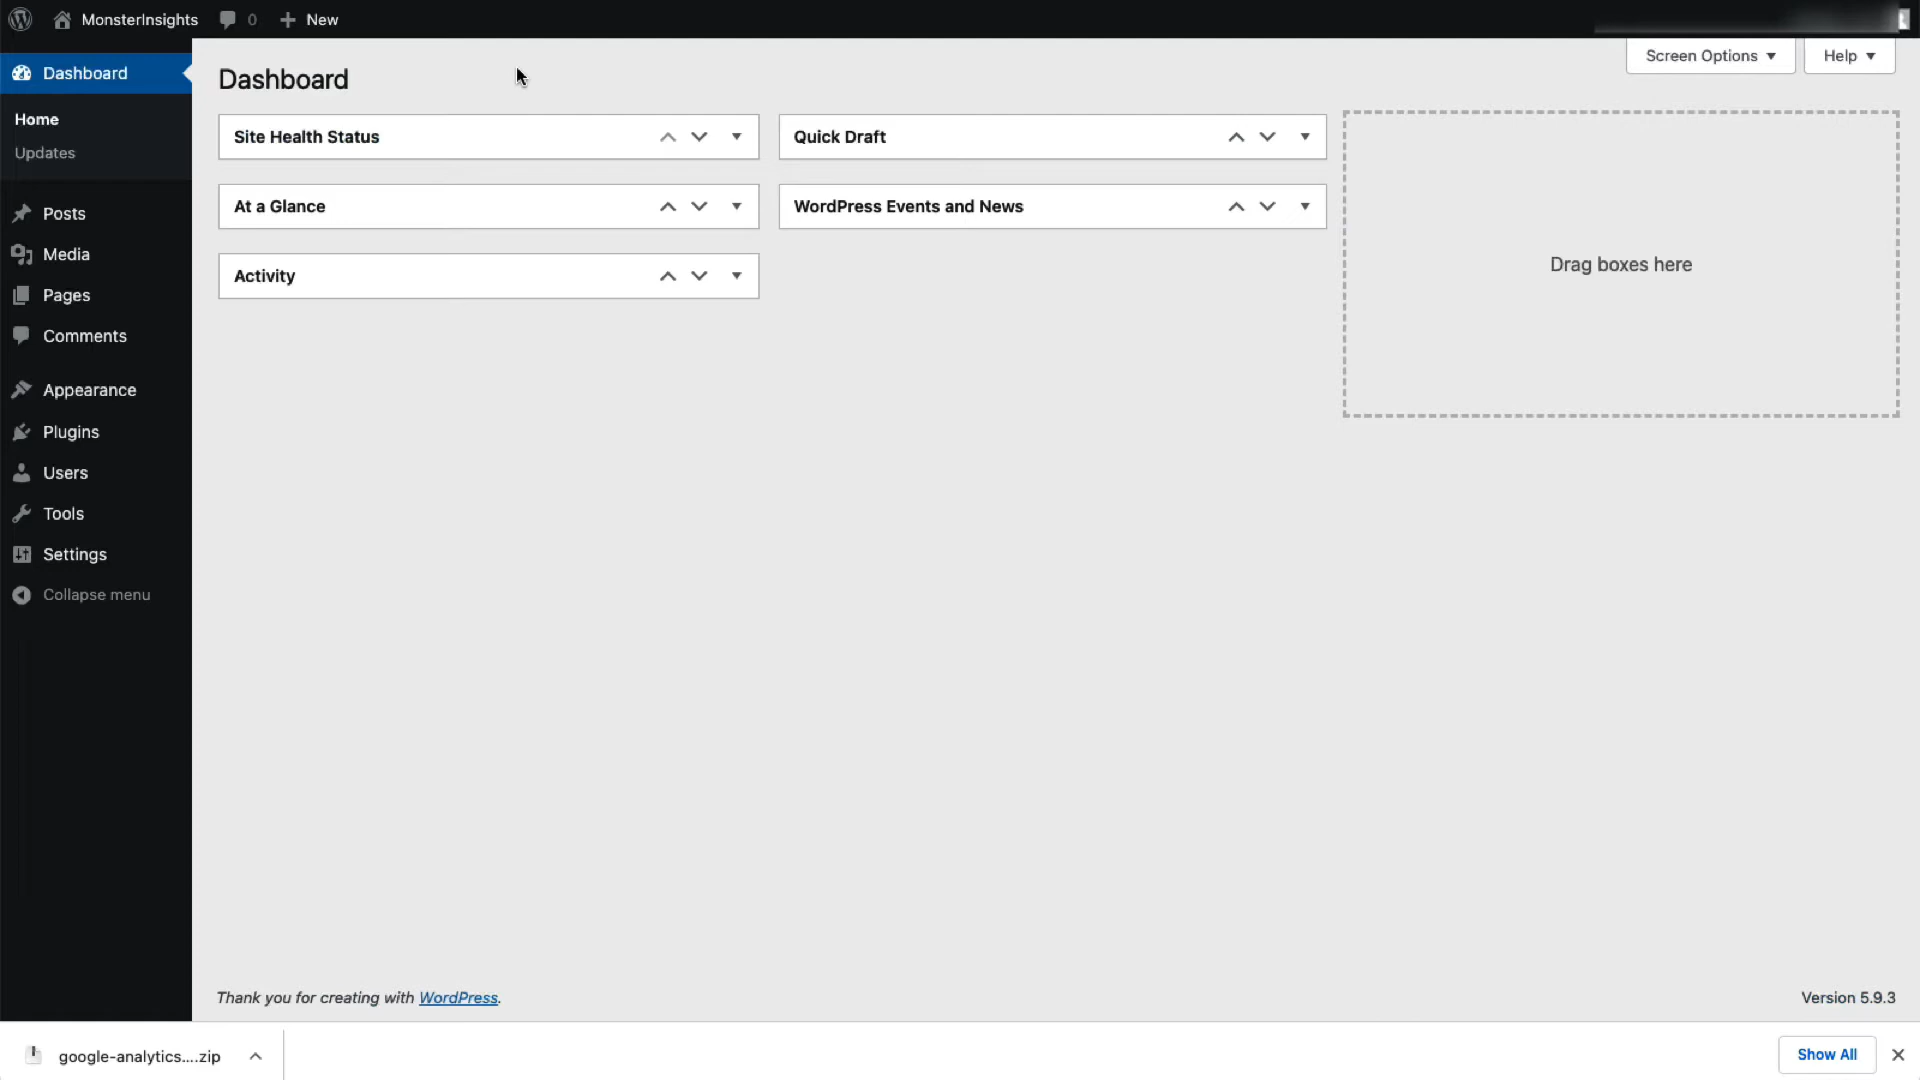 MonsterInsights 0 New
Screen Options Help
Dashboard
Home
Updates
Posts
Media
Pages
Comments
Appearance
Plugins
Users
Tools
Settings
Collapse menu
Dashboard
Site Health Status
Quick Draft
At a Glance
WordPress Events and News
Activity
Drag boxes here
Thank you for creating with WordPress.
Version 5.9.3
google-analytics....zip
Show All